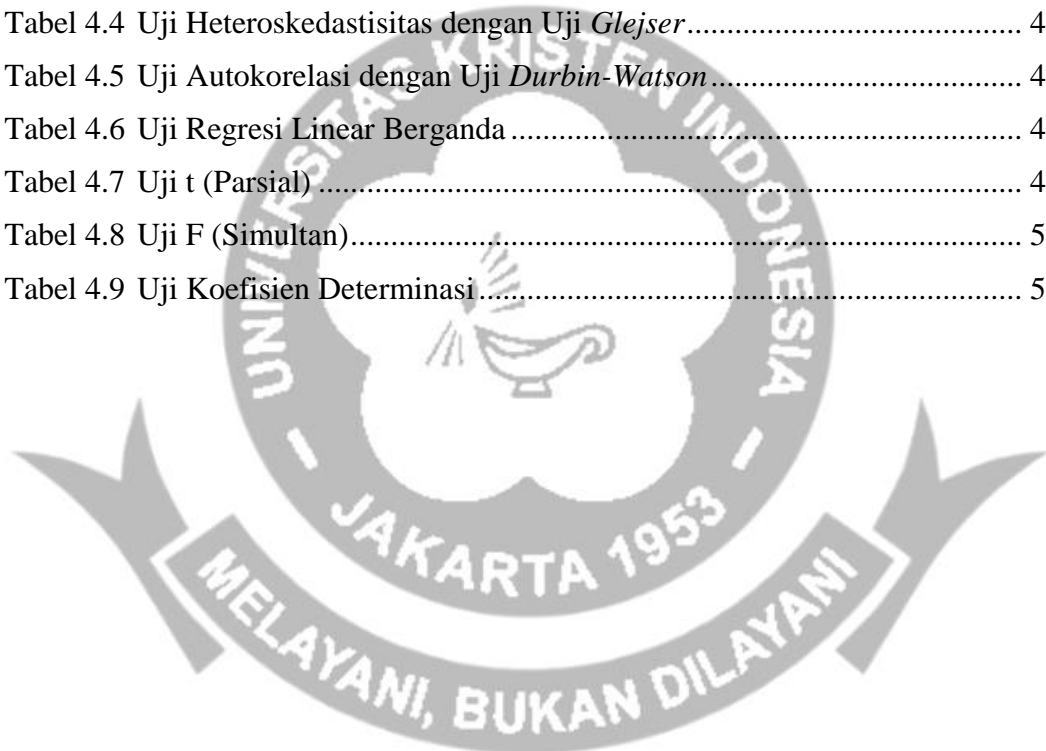 Tabel 4.4 Uji Heteroskedastisitas dengan Uji Glejser........................................ 4
Tabel 4.5 Uji Autokorelasi dengan Uji Durbin-Watson..................................... 4
Tabel 4.6 Uji Regresi Linear Berganda.............................................................. 4
Tabel 4.7 Uji t (Parsial)..................................................................................... 4
Tabel 4.8 Uji F (Simultan)................................................................................. 5
Tabel 4.9 Uji Koefisien Determinasi.................................................................. 5
UNIVERSITAS KRISTEN INDONESIA
JAKARTA 1953
MELAYANI, BUKAN DILAYANI